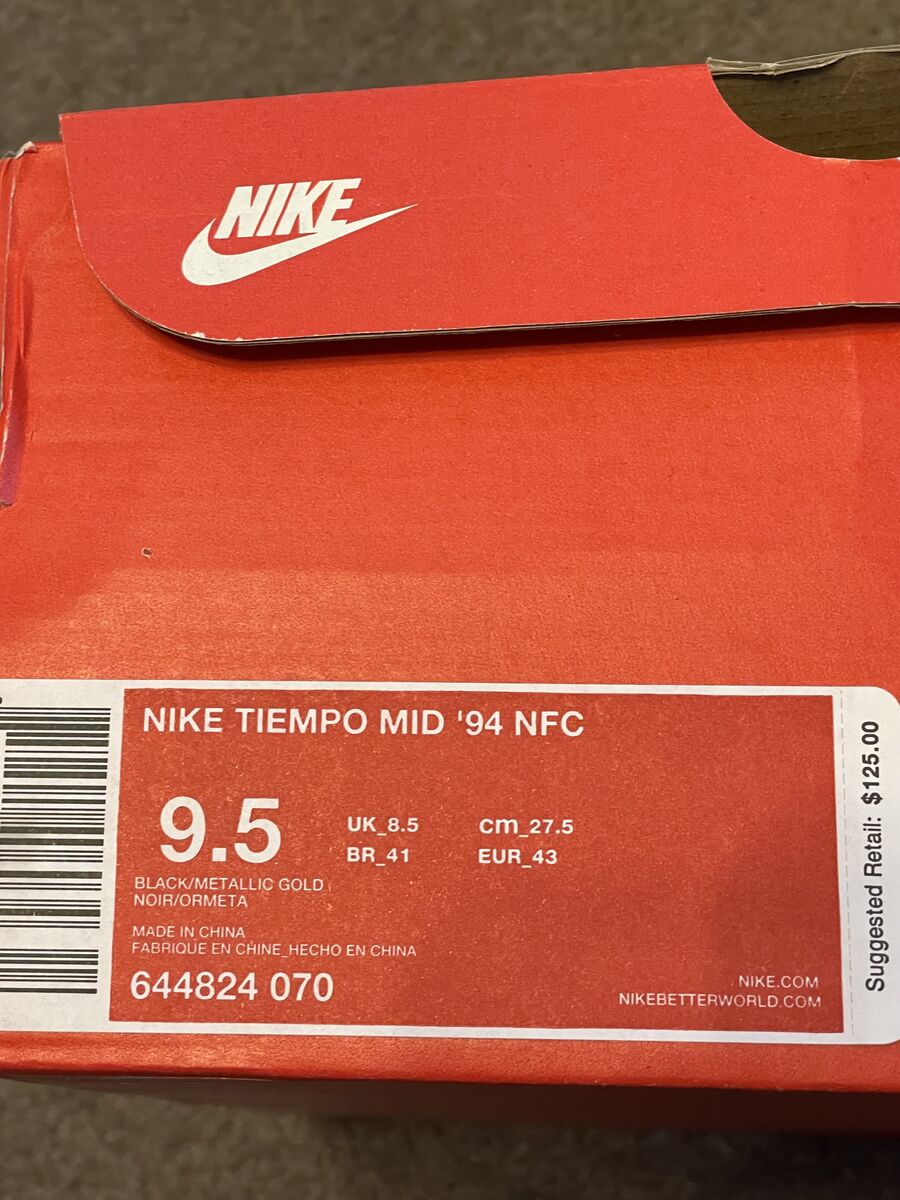 NIKE
NIKE TIEMPO MID '94 NFC
9.5
UK_8.5 cm_27.5
BR_41 EUR_43
BLACK/METALLIC GOLD
NOIR/ORMETA
MADE IN CHINA
FABRIQUE EN CHINE_HECHO EN CHINA
644824 070
NIKE.COM
NIKEBETTERWORLD.COM
Suggested Retail: $125.00